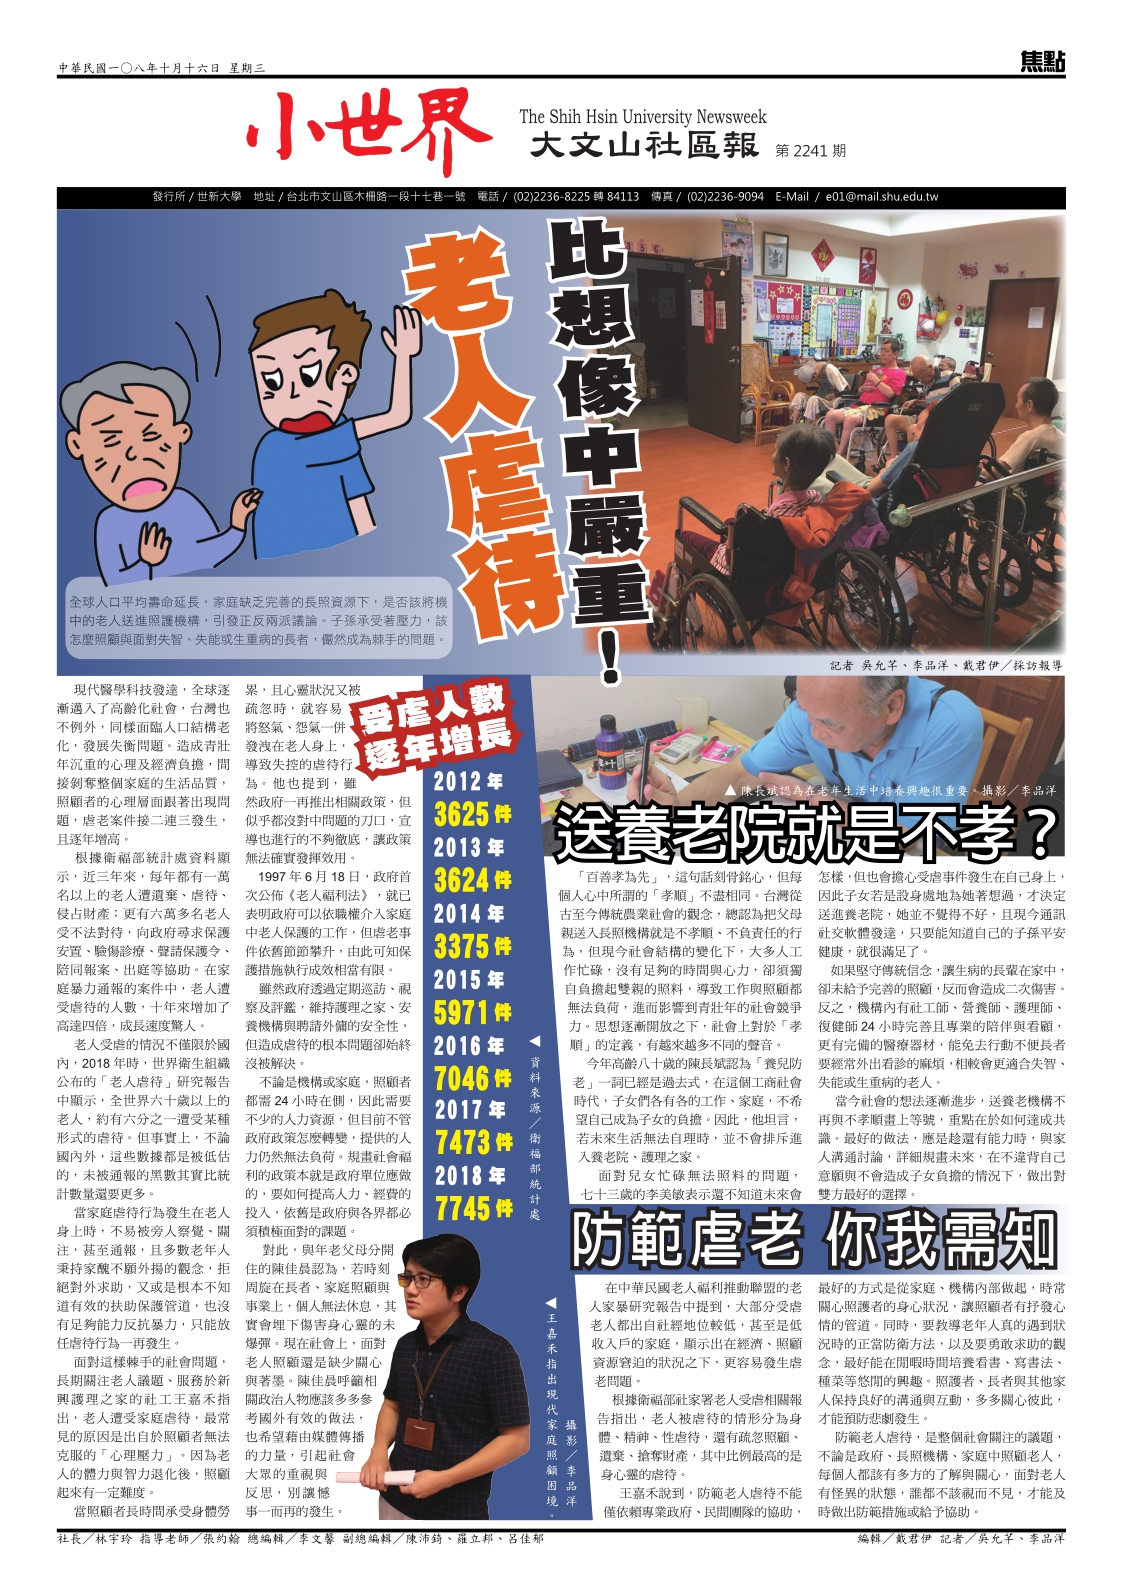 中華民國一〇八年十月十六日 星期三
焦點
小世界
The Shih Hsin University Newsweek
大文山社區報 第 2241 期
發行所 / 世新大學 地址 / 台北市文山區木柵路一段十七巷一號 電話 / (02)2236-8225 轉 84113 傳真 / (02)2236-9094 E-Mail / e01@mail.shu.edu.tw
老人虐待
比想像中嚴重！
全球人口平均壽命延長，家庭缺乏完善的長照資源下，是否該將機
中的老人送進照護機構，引發正反兩派議論。子孫承受著壓力，該
怎麼照顧與面對失智、失能或生重病的長者，儼然成為棘手的問題。
記者 吳允芊、李品洋、戴君伊／採訪報導
現代醫學科技發達，全球逐
漸邁入了高齡化社會，台灣也
不例外，同樣面臨人口結構老
化，發展失衡問題。造成青壯
年沉重的心理及經濟負擔，間
接剝奪整個家庭的生活品質，
照顧者的心理層面跟著出現問
題，虐老案件接二連三發生，
且逐年增高。
根據衛福部統計處資料顯
示，近三年來，每年都有一萬
名以上的老人遭遺棄、虐待、
侵占財產；更有六萬多名老人
受不法對待，向政府尋求保護
安置、驗傷診療、聲請保護令、
陪同報案、出庭等協助。在家
庭暴力通報的案件中，老人遭
受虐待的人數，十年來增加了
高達四倍，成長速度驚人。
老人受虐的情況不僅限於國
內，2018 年時，世界衛生組織
公布的「老人虐待」研究報告
中顯示，全世界六十歲以上的
老人，約有六分之一遭受某種
形式的虐待。但事實上，不論
國內外，這些數據都是被低估
的，未被通報的黑數其實比統
計數量還要更多。
當家庭虐待行為發生在老人
身上時，不易被旁人察覺、關
注，甚至通報，且多數老年人
秉持家醜不願外揚的觀念，拒
絕對外求助，又或是根本不知
道有效的扶助保護管道，也沒
有足夠能力反抗暴力，只能放
任虐待行為一再發生。
面對這樣棘手的社會問題，
長期關注老人議題、服務於新
興護理之家的社工王嘉禾指
出，老人遭受家庭虐待，最常
見的原因是出自於照顧者無法
克服的「心理壓力」。因為老
人的體力與智力退化後，照顧
起來有一定難度。
當照顧者長時間承受身體勞
累，且心靈狀況又被
疏忽時，就容易
將怒氣、怨氣一併
發洩在老人身上，
導致失控的虐待行
為。他也提到，雖
然政府一再推出相關政策，但
似乎都沒對中問題的刀口，宣
導也進行的不夠徹底，讓政策
無法確實發揮效用。
1997 年 6 月 18 日，政府首
次公佈《老人福利法》，就已
表明政府可以依職權介入家庭
中老人保護的工作，但虐老事
件依舊節節攀升，由此可知保
護措施執行成效相當有限。
雖然政府透過定期巡訪、視
察及評鑑，維持護理之家、安
養機構與聘請外傭的安全性，
但造成虐待的根本問題卻始終
沒被解決。
不論是機構或家庭，照顧者
都需 24 小時在側，因此需要
不少的人力資源，但目前不管
政府政策怎麼轉變，提供的人
力仍然無法負荷。規畫社會福
利的政策本就是政府單位應做
的，要如何提高人力、經費的
投入，依舊是政府與各界都必
須積極面對的課題。
對此，與年老父母分開
住的陳佳晨認為，若時刻
周旋在長者、家庭照顧與
事業上，個人無法休息，其
實會埋下傷害身心靈的未
爆彈。現在社會上，面對
老人照顧還是缺少關心
與著墨。陳佳晨呼籲相
關政治人物應該多多參
考國外有效的做法，
也希望藉由媒體傳播
的力量，引起社會
大眾的重視與
反思，別讓憾
事一而再的發生。
受虐人數
逐年增長
2012 年
3625 件
2013 年
3624 件
2014 年
3375 件
2015 年
5971 件
2016 年
7046 件
2017 年
7473 件
2018 年
7745 件
◀資料來源／衛福部統計處
◀王嘉禾指出現代家庭照顧困境。
攝影／李品洋
▲ 陳長斌認為在老年生活中培養興趣很重要。攝影／李品洋
送養老院就是不孝？
「百善孝為先」，這句話刻骨銘心，但每
個人心中所謂的「孝順」不盡相同。台灣從
古至今傳統農業社會的觀念，總認為把父母
親送入長照機構就是不孝順、不負責任的行
為，但現今社會結構的變化下，大多人工
作忙碌，沒有足夠的時間與心力，卻須獨
自負擔起雙親的照料，導致工作與照顧都
無法負荷，進而影響到青壯年的社會競爭
力。思想逐漸開放之下，社會上對於「孝
順」的定義，有越來越多不同的聲音。
今年高齡八十歲的陳長斌認為「養兒防
老」一詞已經是過去式，在這個工商社會
時代，子女們各有各的工作、家庭，不希
望自己成為子女的負擔。因此，他坦言，
若未來生活無法自理時，並不會排斥進
入養老院、護理之家。
面對兒女忙碌無法照料的問題，
七十三歲的李美敏表示還不知道未來會
怎樣，但也會擔心受虐事件發生在自己身上，
因此子女若是設身處地為她著想過，才決定
送進養老院，她並不覺得不好，且現今通訊
社交軟體發達，只要能知道自己的子孫平安
健康，就很滿足了。
如果堅守傳統信念，讓生病的長輩在家中，
卻未給予完善的照顧，反而會造成二次傷害。
反之，機構內有社工師、營養師、護理師、
復健師 24 小時完善且專業的陪伴與看顧，
更有完備的醫療器材，能免去行動不便長者
要經常外出看診的麻煩，相較會更適合失智、
失能或生重病的老人。
當今社會的想法逐漸進步，送養老機構不
再與不孝順畫上等號，重點在於如何達成共
識。最好的做法，應是趁還有能力時，與家
人溝通討論，詳細規畫未來，在不違背自己
意願與不會造成子女負擔的情況下，做出對
雙方最好的選擇。
防範虐老 你我需知
在中華民國老人福利推動聯盟的老
人家暴研究報告中提到，大部分受虐
老人都出自社經地位較低，甚至是低
收入戶的家庭，顯示出在經濟、照顧
資源窘迫的狀況之下，更容易發生虐
老問題。
根據衛福部社家署老人受虐相關報
告指出，老人被虐待的情形分為身
體、精神、性虐待，還有疏忽照顧、
遺棄、搶奪財產，其中比例最高的是
身心靈的虐待。
王嘉禾說到，防範老人虐待不能
僅依賴專業政府、民間團隊的協助，
最好的方式是從家庭、機構內部做起，時常
關心照護者的身心狀況，讓照顧者有抒發心
情的管道。同時，要教導老年人真的遇到狀
況時的正當防衛方法，以及要勇敢求助的觀
念，最好能在閒暇時間培養看書、寫書法、
種菜等悠閒的興趣。照護者、長者與其他家
人保持良好的溝通與互動，多多關心彼此，
才能預防悲劇發生。
防範老人虐待，是整個社會關注的議題，
不論是政府、長照機構、家庭中照顧老人，
每個人都該有多方的了解與關心，面對老人
有怪異的狀態，誰都不該視而不見，才能及
時做出防範措施或給予協助。
社長／林宇玲 指導老師／張約翰 總編輯／李文馨 副總編輯／陳沛錡、羅立邦、呂佳郁
編輯／戴君伊 記者／吳允芊、李品洋